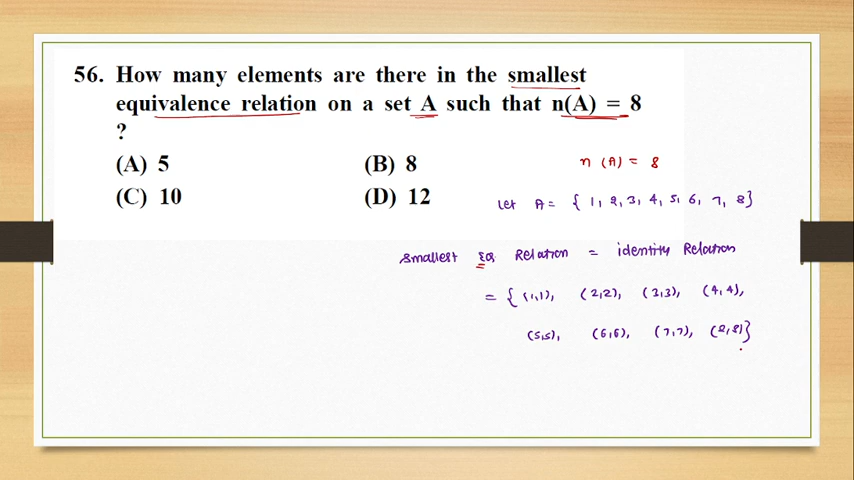 56. How many elements are there in the smallest
equivalence relation on a set A such that n(A) = 8
?
(A) 5 (B) 8
(C) 10 (D) 12
n (A) = 8
Let A = { 1, 2, 3, 4, 5, 6, 7, 8}
smallest Eq Relation = identity Relation
= { (1,1), (2,2), (3,3), (4,4),
(5,5), (6,6), (7,7), (8,8)}